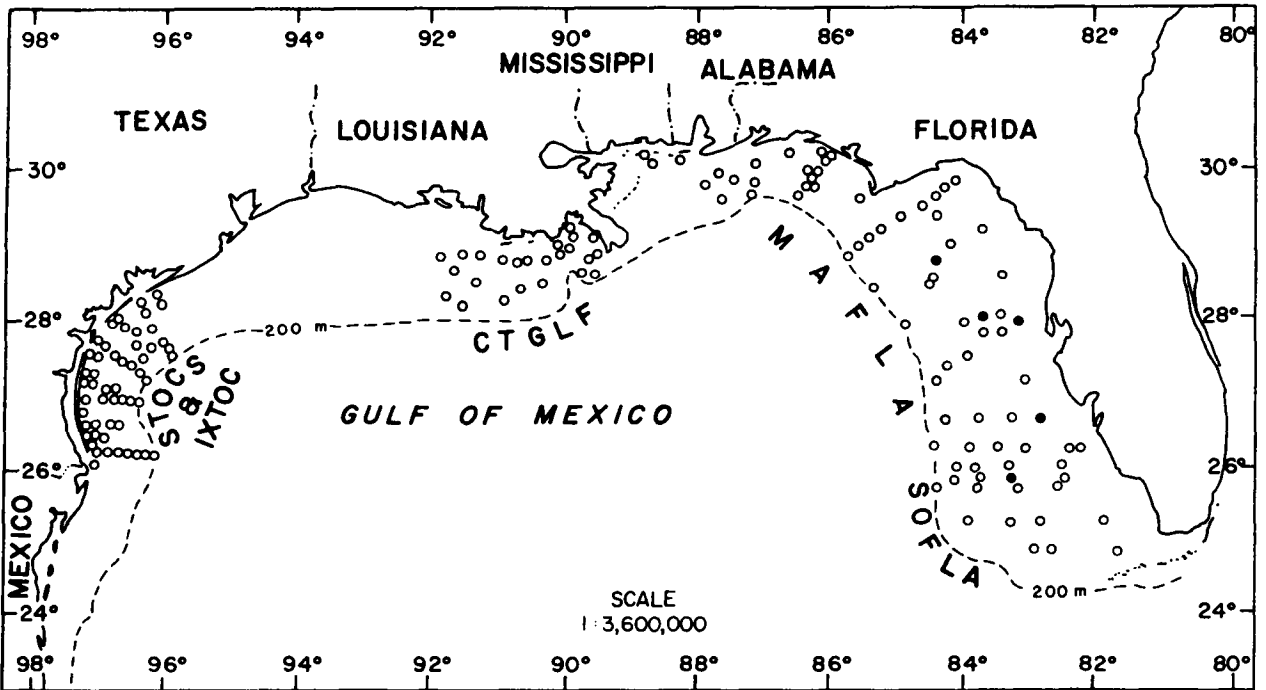 98° 96° 94° 92° 90° 88° 86° 84° 82° 80°
MISSISSIPPI ALABAMA
TEXAS LOUISIANA FLORIDA
30° 30°
MAFLA
28° 28°
200 m
CTGLF
STOCS
&
IXTOC
GULF OF MEXICO
26° 26°
SOFLA
MEXICO
200 m
SCALE
1:3,600,000
24° 24°
98° 96° 94° 92° 90° 88° 86° 84° 82° 80°